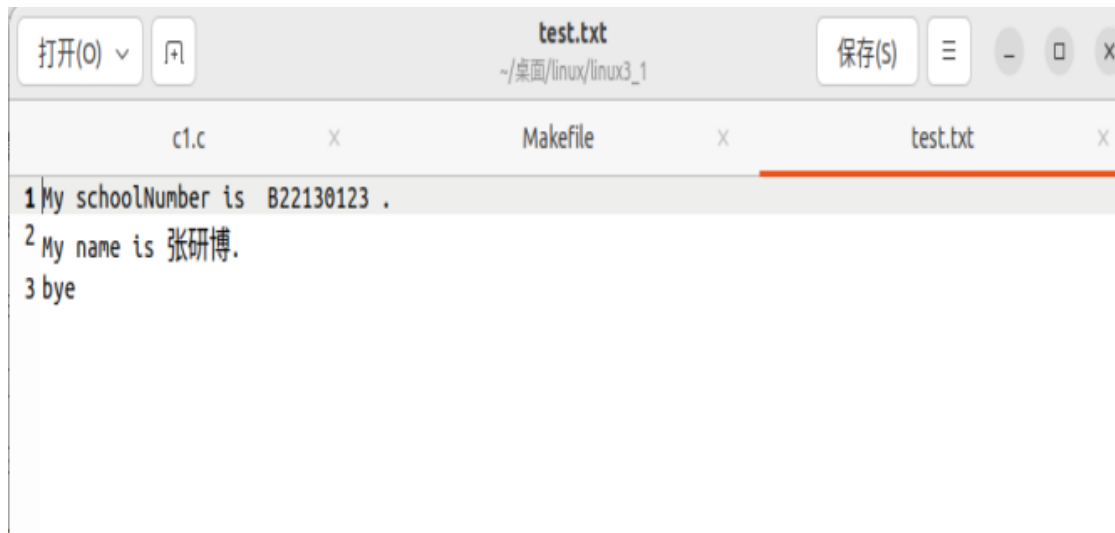 打开(O)
test.txt
~/桌面/linux/linux3_1
保存(S)
c1.c
Makefile
test.txt
1 My schoolNumber is  B22130123 .
2 My name is 张研博.
3 bye